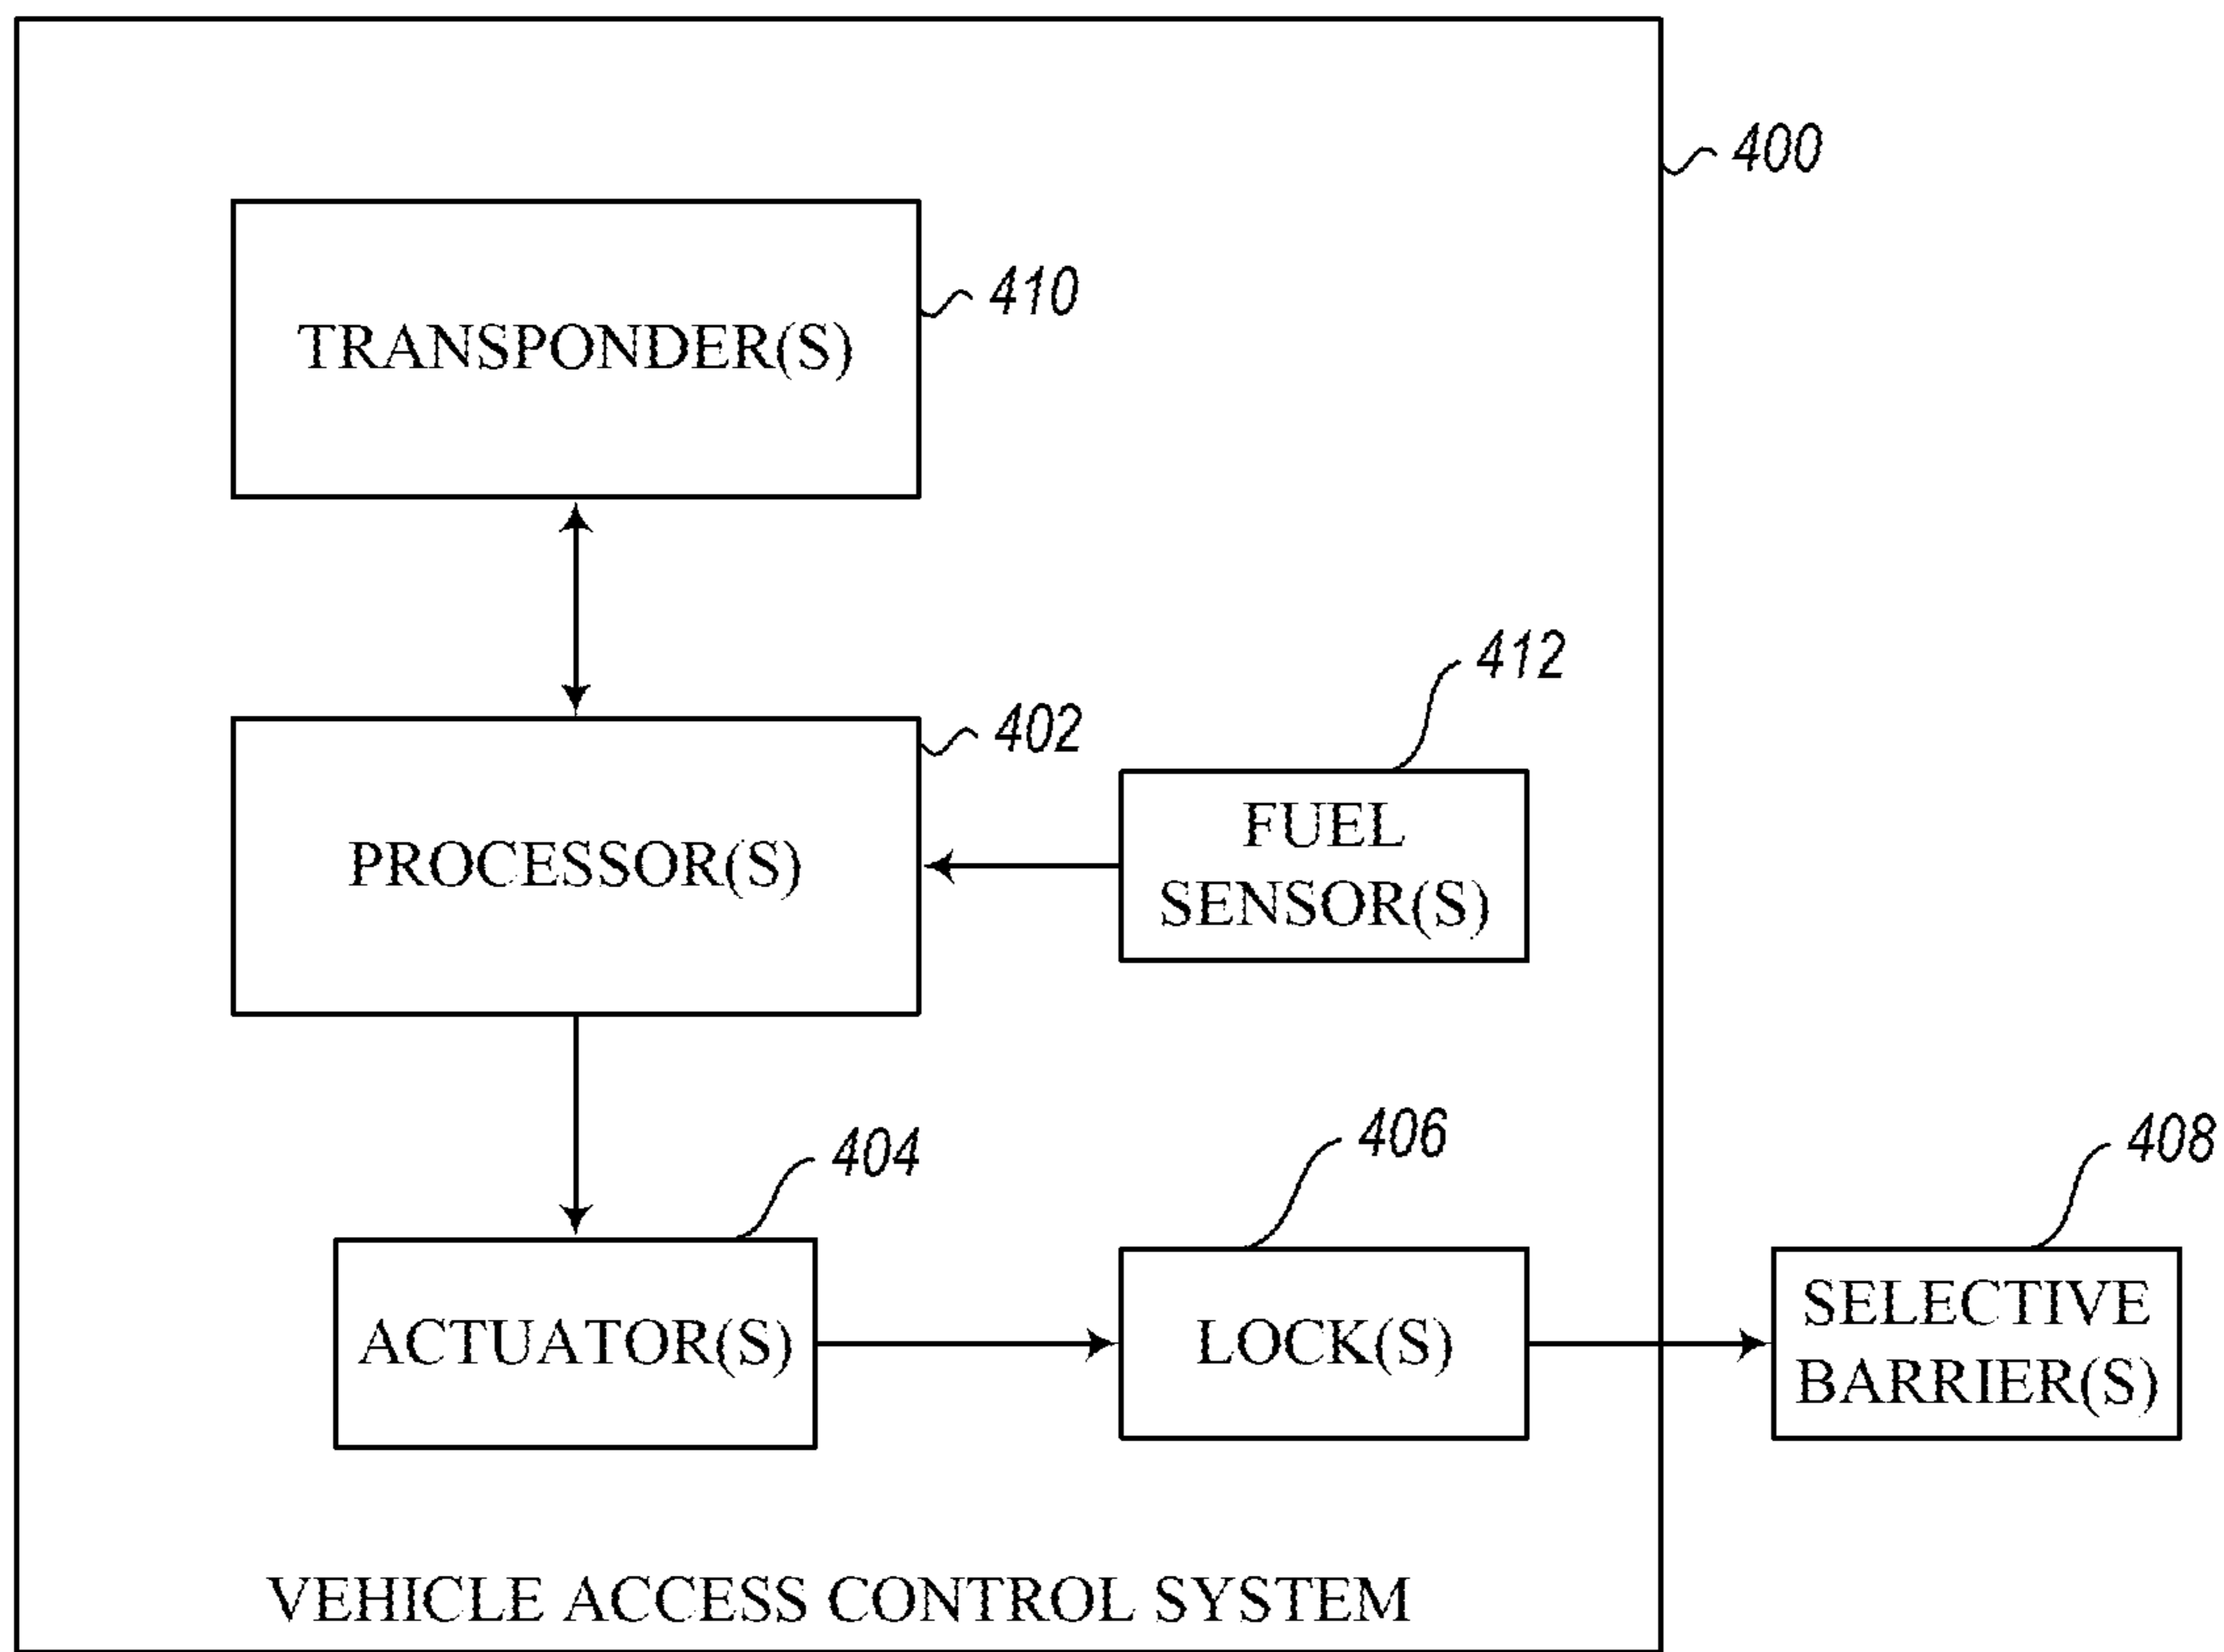 400
410
TRANSPONDER(S)
412
402
FUEL
SENSOR(S)
PROCESSOR(S)
404
406
408
ACTUATOR(S)
LOCK(S)
SELECTIVE
BARRIER(S)
VEHICLE ACCESS CONTROL SYSTEM